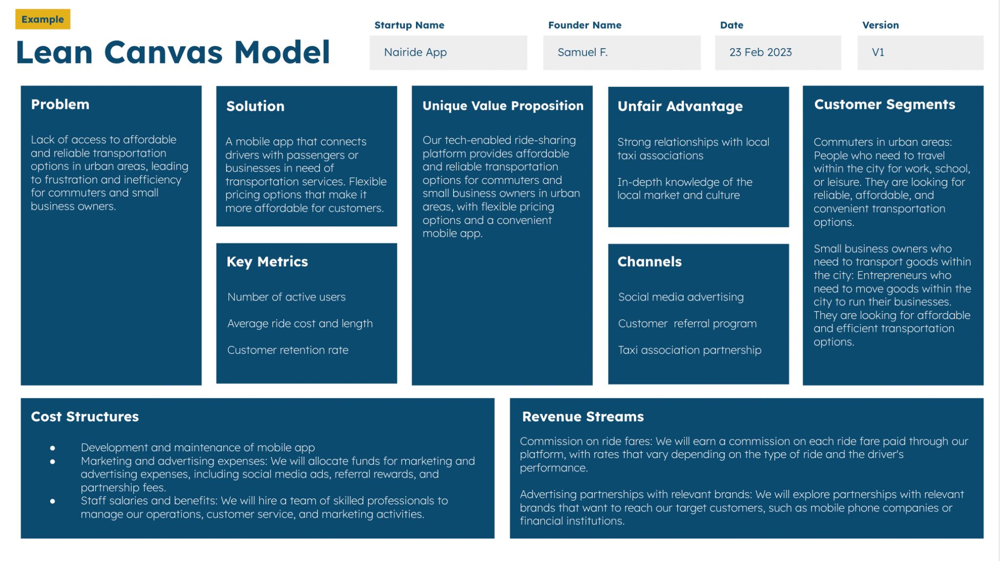 Example
Lean Canvas Model
Startup Name
Nairide App
Founder Name
Samuel F.
Date
23 Feb 2023
Version
V1
Problem
Lack of access to affordable
and reliable transportation
options in urban areas, leading
to frustration and inefficiency
for commuters and small
business owners.
Solution
A mobile app that connects
drivers with passengers or
businesses in need of
transportation services. Flexible
pricing options that make it
more affordable for customers.
Key Metrics
Number of active users
Average ride cost and length
Customer retention rate
Unique Value Proposition
Our tech-enabled ride-sharing
platform provides affordable
and reliable transportation
options for commuters and
small business owners in urban
areas, with flexible pricing
options and a convenient
mobile app.
Unfair Advantage
Strong relationships with local
taxi associations
In-depth knowledge of the
local market and culture
Channels
Social media advertising
Customer  referral program
Taxi association partnership
Customer Segments
Commuters in urban areas:
People who need to travel
within the city for work, school,
or leisure. They are looking for
reliable, affordable, and
convenient transportation
options.
Small business owners who
need to transport goods within
the city: Entrepreneurs who
need to move goods within the
city to run their businesses.
They are looking for affordable
and efficient transportation
options.
Cost Structures
● Development and maintenance of mobile app
● Marketing and advertising expenses: We will allocate funds for marketing and
advertising expenses, including social media ads, referral rewards, and
partnership fees.
● Staff salaries and benefits: We will hire a team of skilled professionals to
manage our operations, customer service, and marketing activities.
Revenue Streams
Commission on ride fares: We will earn a commission on each ride fare paid through our
platform, with rates that vary depending on the type of ride and the driver's
performance.
Advertising partnerships with relevant brands: We will explore partnerships with relevant
brands that want to reach our target customers, such as mobile phone companies or
financial institutions.